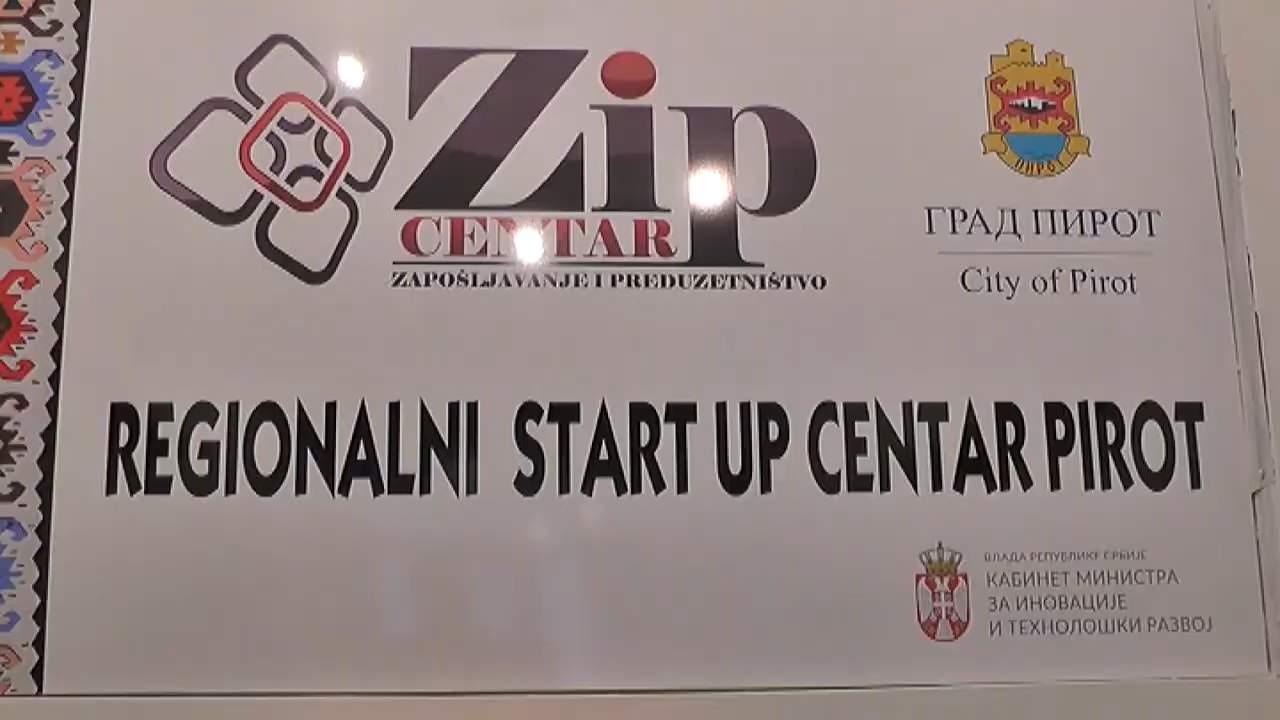 Zip
CENTAR
ZAPOŠLJAVANJE I PREDUZETNIŠTVO
ПИРОТ
ГРАД ПИРОТ
City of Pirot
REGIONALNI START UP CENTAR PIROT
ВЛАДА РЕПУБЛИКЕ СРБИЈЕ
КАБИНЕТ МИНИСТРА
ЗА ИНОВАЦИЈЕ
И ТЕХНОЛОШКИ РАЗВОЈ